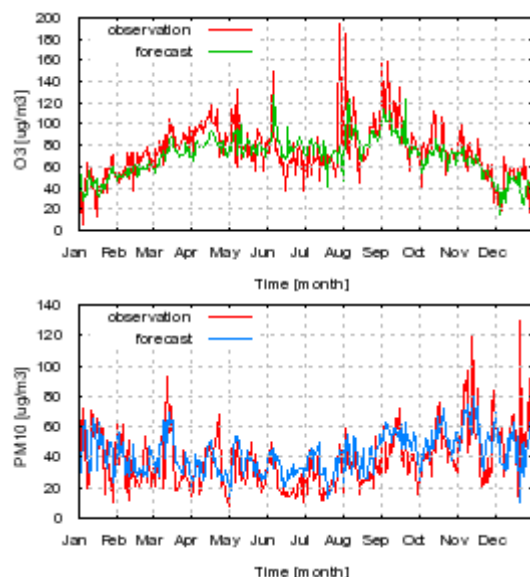 200
180
160
140
120
100
80
60
40
20
0
O3 [ug/m3]
observation
forecast
Jan Feb Mar Apr May Jun Jul Aug Sep Oct Nov Dec
Time [month]
140
120
100
80
60
40
20
0
PM10 [ug/m3]
observation
forecast
Jan Feb Mar Apr May Jun Jul Aug Sep Oct Nov Dec
Time [month]